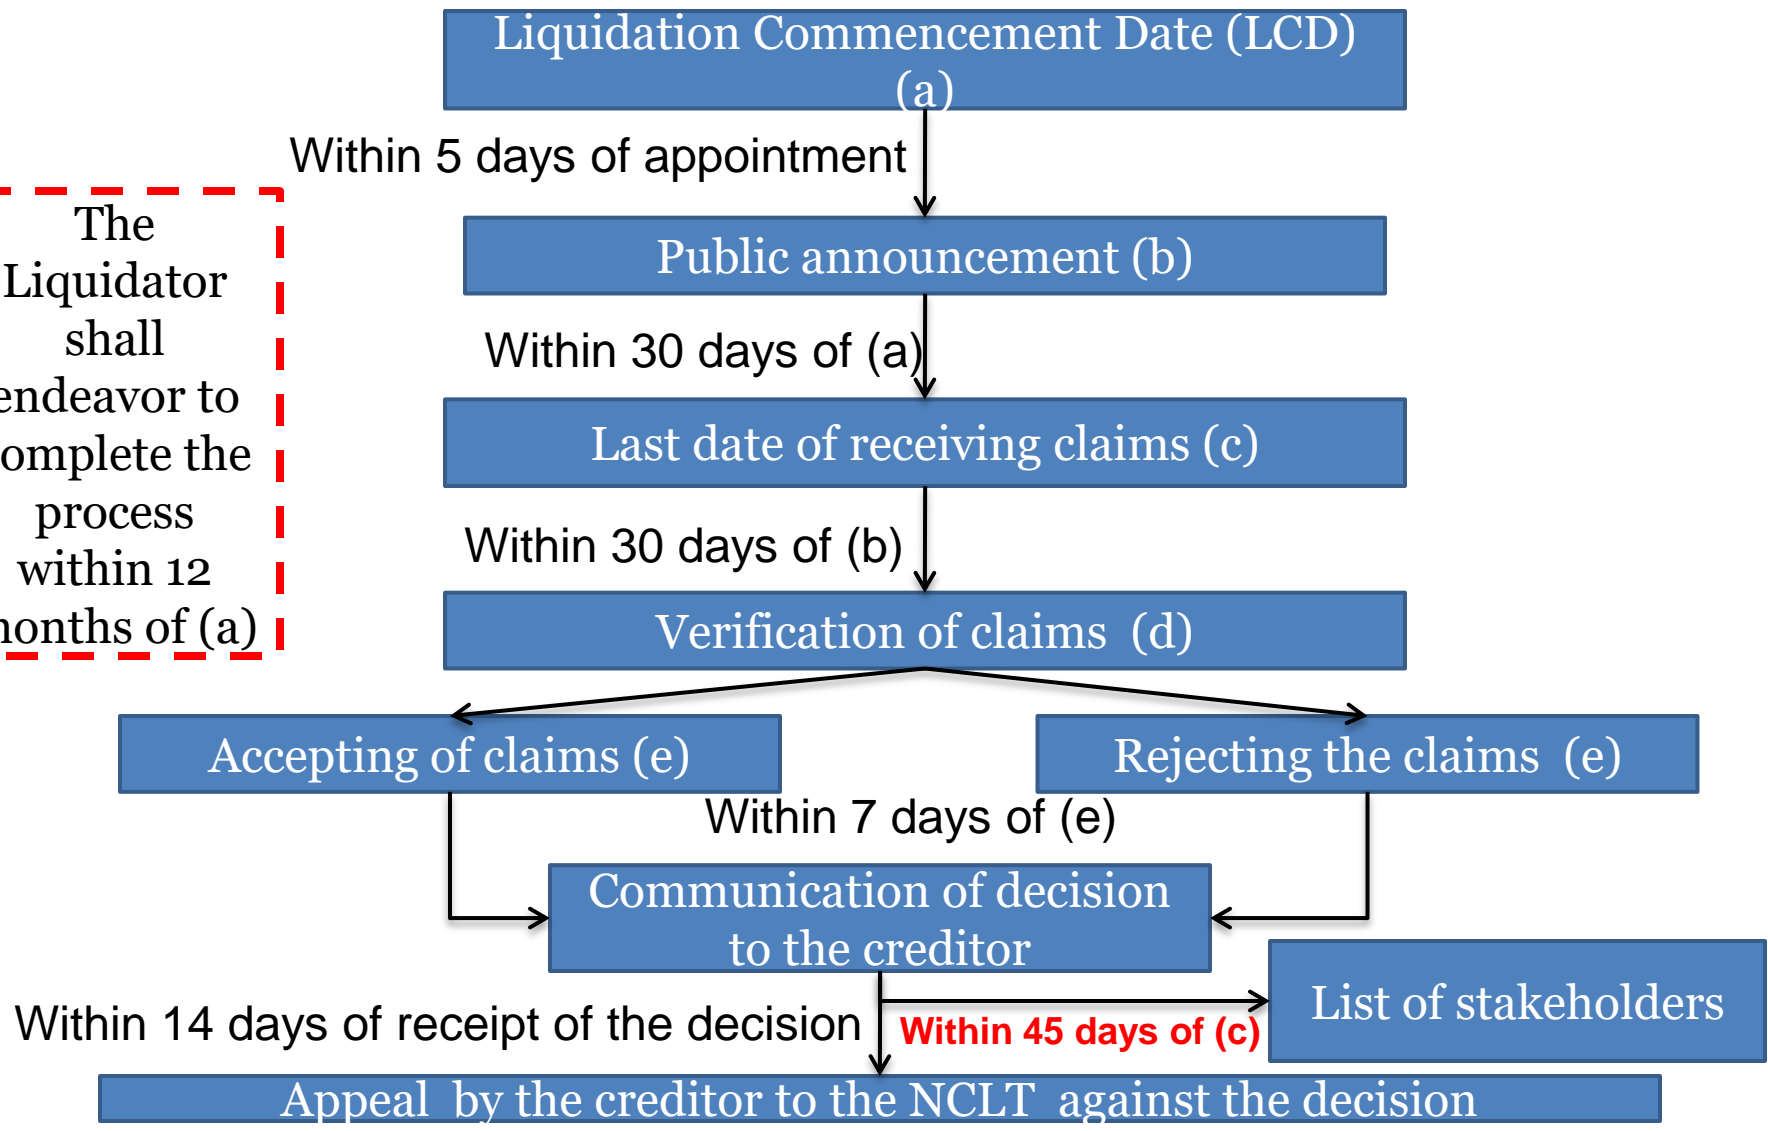 Liquidation Commencement Date (LCD)
(a)
Within 5 days of appointment
Public announcement (b)
The
Liquidator
shall
endeavor to
omplete the
process
within 12
months of (a)
Within 30 days of (a)
Last date of receiving claims (c)
Within 30 days of (b)
Verification of claims (d)
Accepting of claims (e)
Rejecting the claims (e)
Within 7 days of (e)
Communication of decision
to the creditor
List of stakeholders
Within 14 days of receipt of the decision
Within 45 days of (c)
Appeal by the creditor to the NCLT against the decision